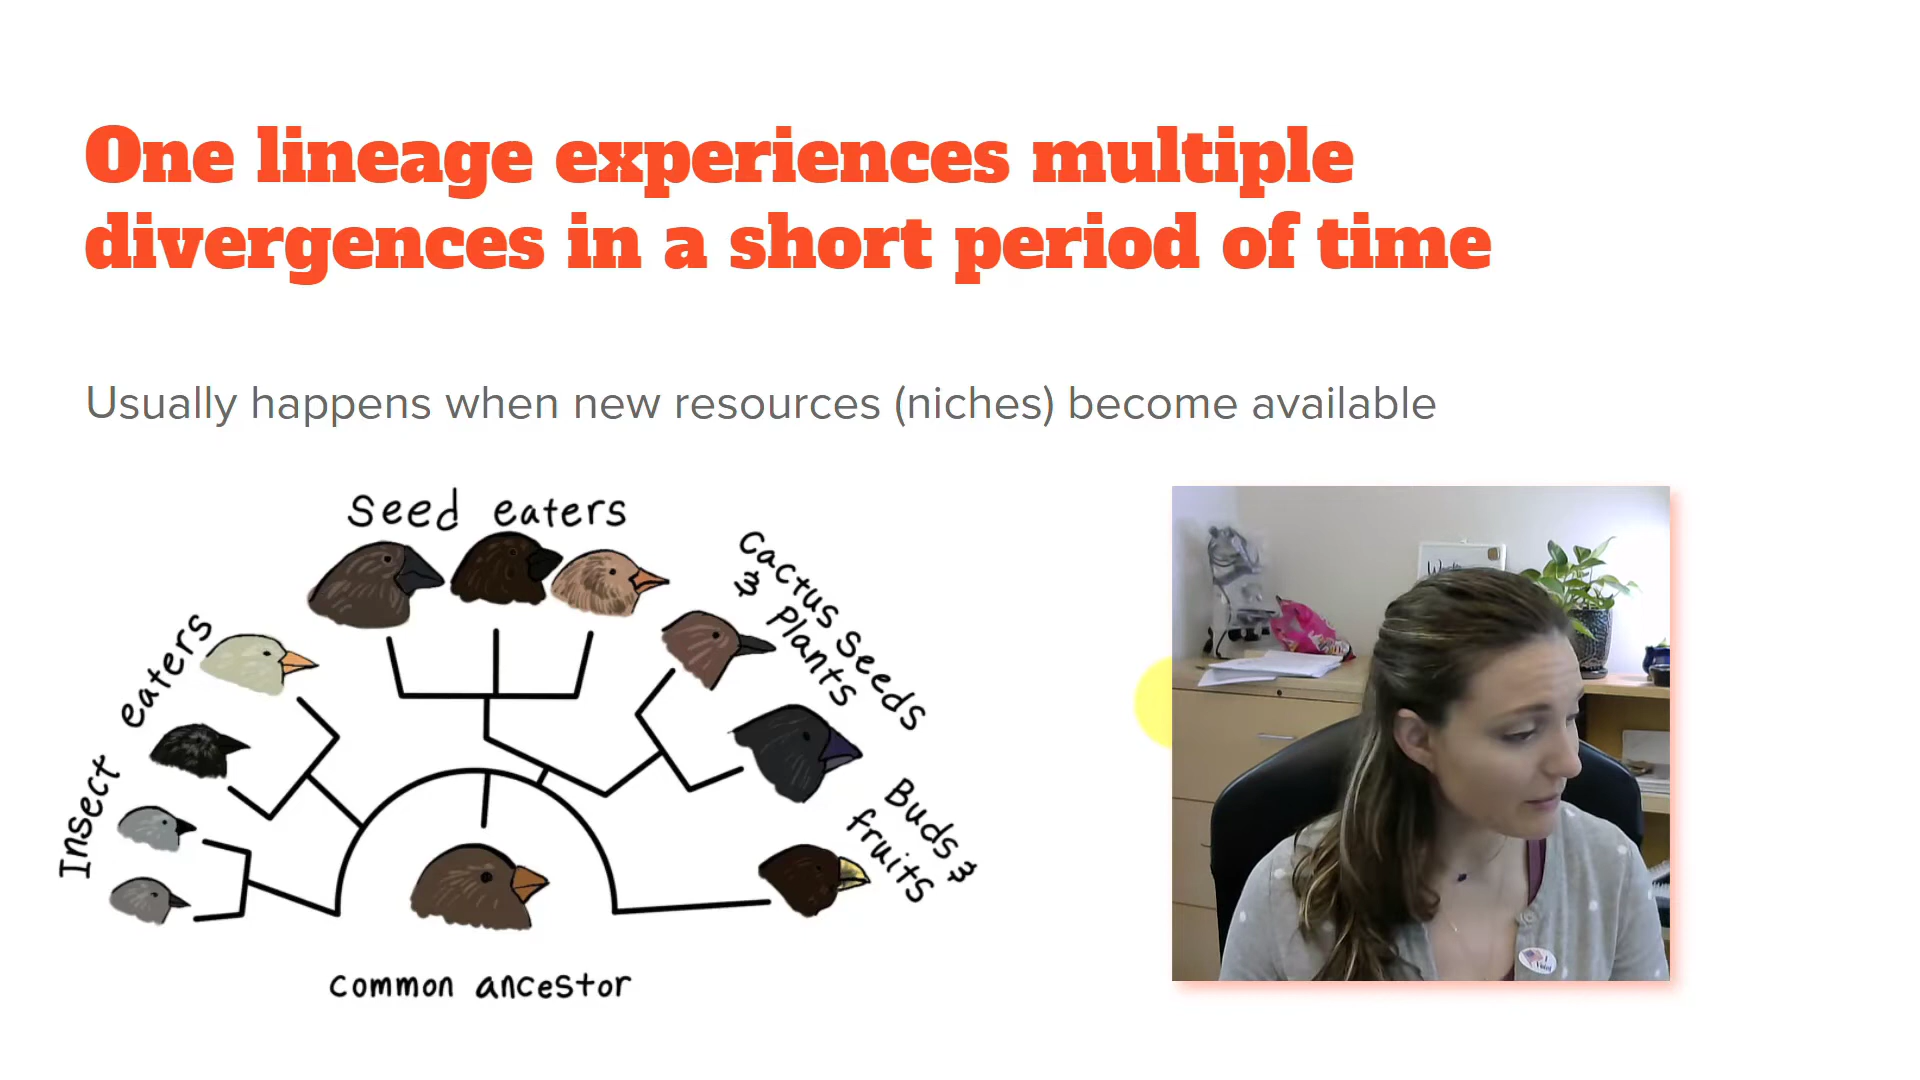 One lineage experiences multiple
divergences in a short period of time
Usually happens when new resources (niches) become available
Seed eaters
Cactus Seeds
& Plants
Insect eaters
Buds &
fruits
common ancestor
I